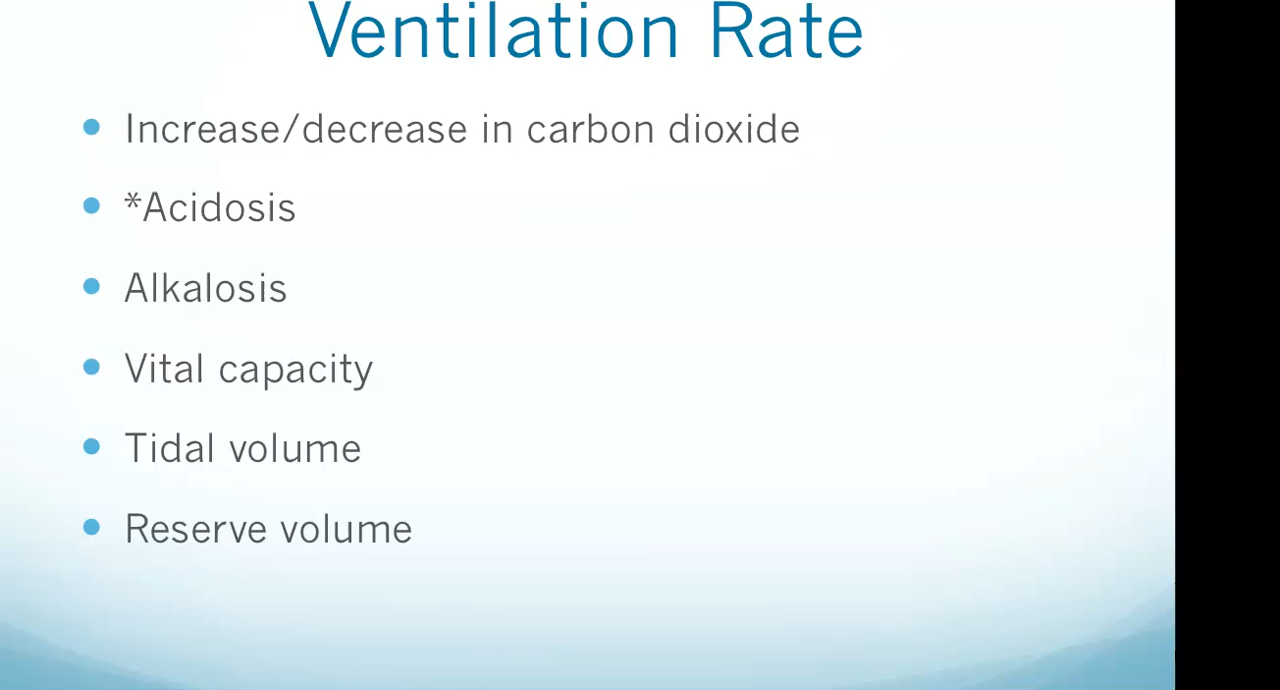 Ventilation Rate
• Increase/decrease in carbon dioxide
• *Acidosis
• Alkalosis
• Vital capacity
• Tidal volume
• Reserve volume